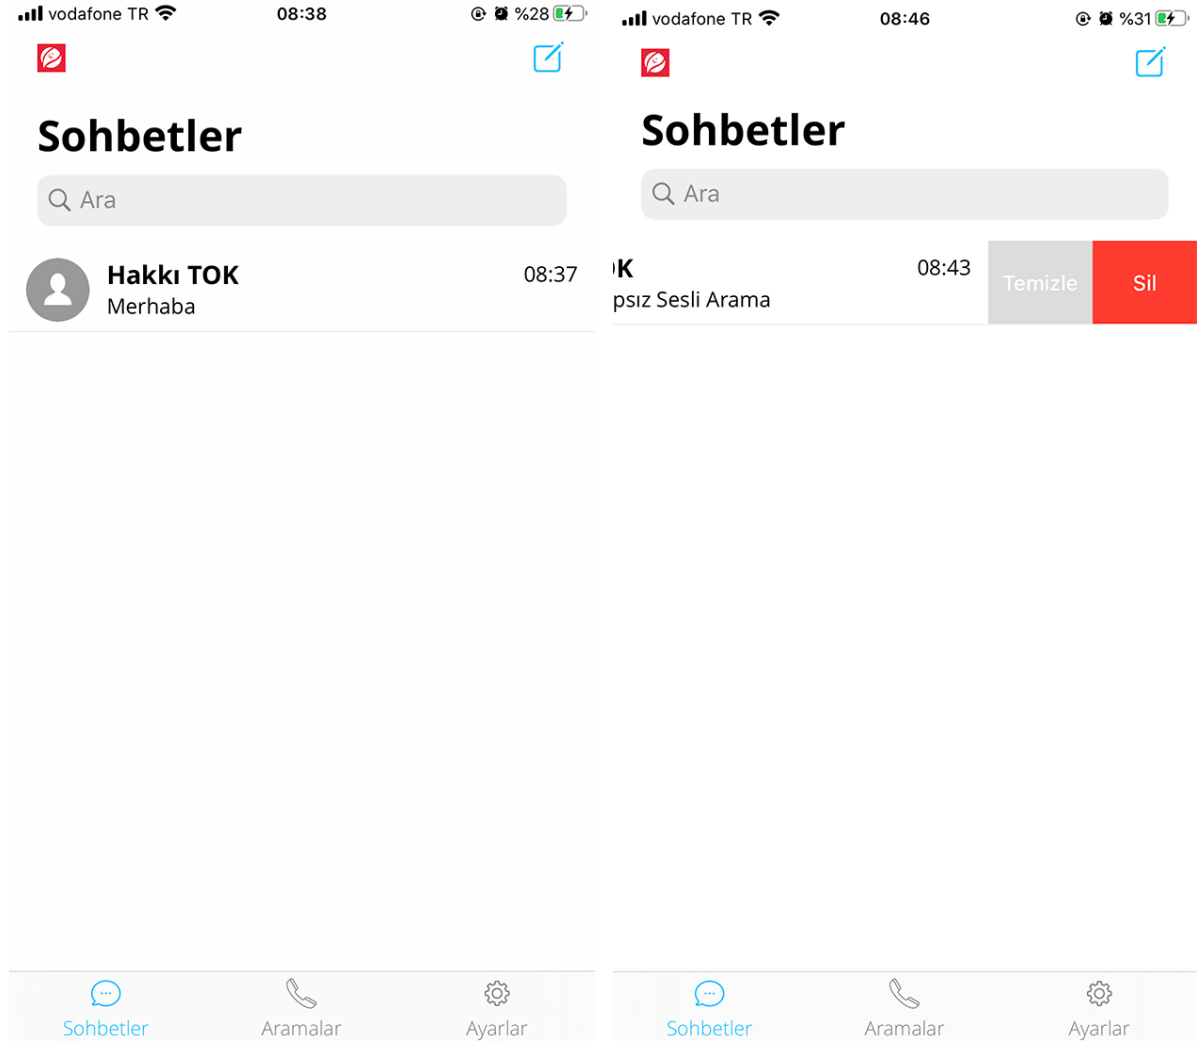 vodafone TR 08:38 %28
Sohbetler
Ara
Hakkı TOK 08:37
Merhaba
Sohbetler Aramalar Ayarlar
vodafone TR 08:46 %31
Sohbetler
Ara
OK 08:43 Temizle Sil
psız Sesli Arama
Sohbetler Aramalar Ayarlar